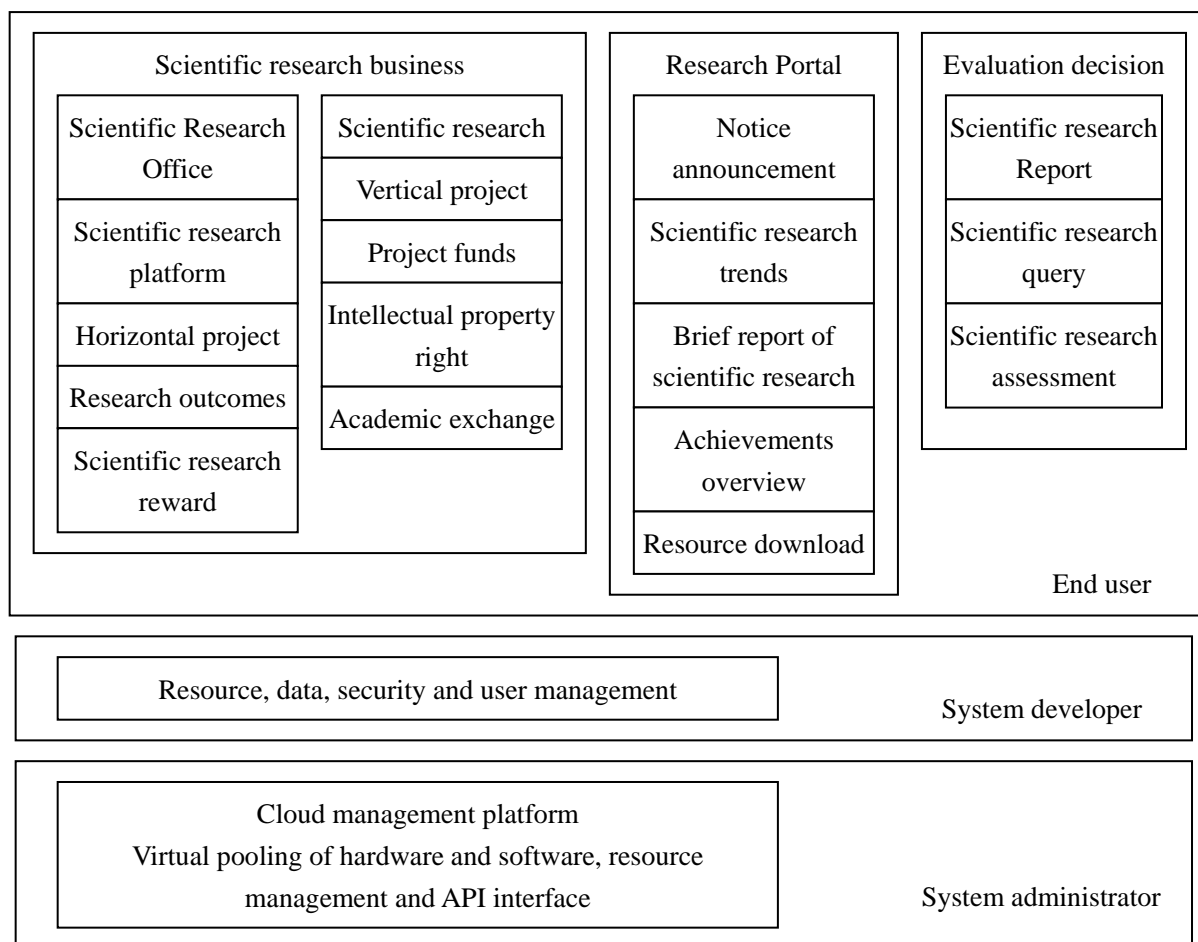 Scientific research business
Scientific Research
Office
Scientific research
platform
Horizontal project
Research outcomes
Scientific research
reward
Scientific research
Vertical project
Project funds
Intellectual property
right
Academic exchange
Research Portal
Notice
announcement
Scientific research
trends
Brief report of
scientific research
Achievements
overview
Resource download
Evaluation decision
Scientific research
Report
Scientific research
query
Scientific research
assessment
End user
Resource, data, security and user management
System developer
Cloud management platform
Virtual pooling of hardware and software, resource
management and API interface
System administrator